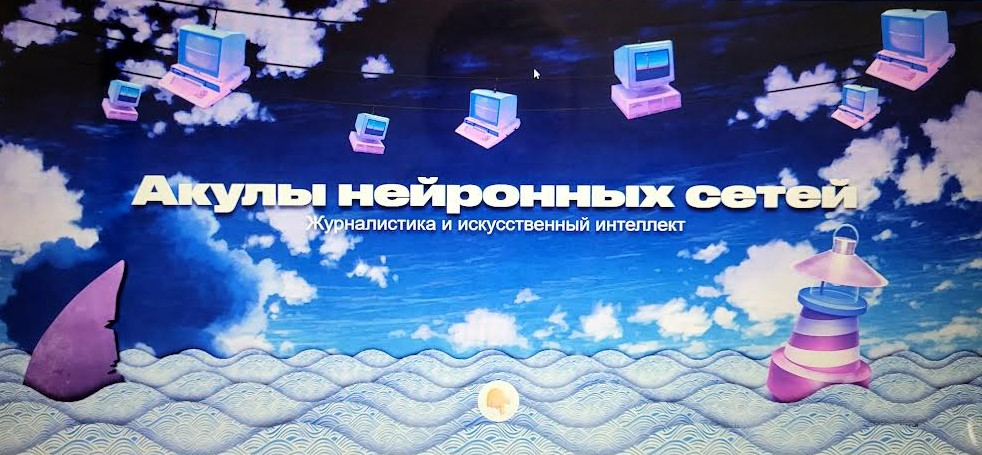 Акулы нейронных сетей
Журналистика и искусственный интеллект